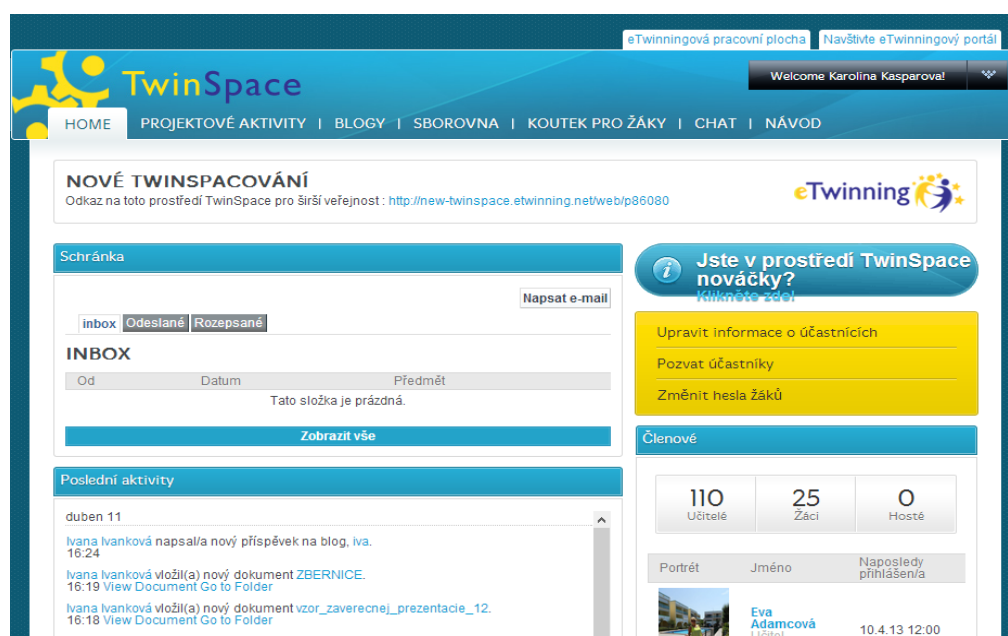 eTwinningová pracovní plocha
Navštivte eTwinningový portál
TwinSpace
Welcome Karolina Kasparova!
HOME
PROJEKTOVÉ AKTIVITY | BLOGY | SBOROVNA | KOUTEK PRO ŽÁKY | CHAT | NÁVOD
NOVÉ TWINSPACOVÁNÍ
Odkaz na toto prostředí TwinSpace pro širší veřejnost : http://new-twinspace.etwinning.net/web/p86080
eTwinning
Schránka
Napsat e-mail
inbox Odeslané Rozepsané
INBOX
Od Datum Předmět
Tato složka je prázdná.
Zobrazit vše
Poslední aktivity
duben 11
Ivana Ivanková napsal/a nový příspěvek na blog, iva.
16:24
Ivana Ivanková vložil(a) nový dokument ZBERNICE.
16:19 View Document Go to Folder
Ivana Ivanková vložil(a) nový dokument vzor_zaverecnej_prezentacie_12.
16:18 View Document Go to Folder
Jste v prostředí TwinSpace
nováčky?
Klikněte zde!
Upravit informace o účastnících
Pozvat účastníky
Změnit hesla žáků
Členové
110 25 0
Učitelé Žáci Hosté
Portrét Jméno Naposledy
přihlášen/a
Eva
Adamcová
Učitel
10.4.13 12:00